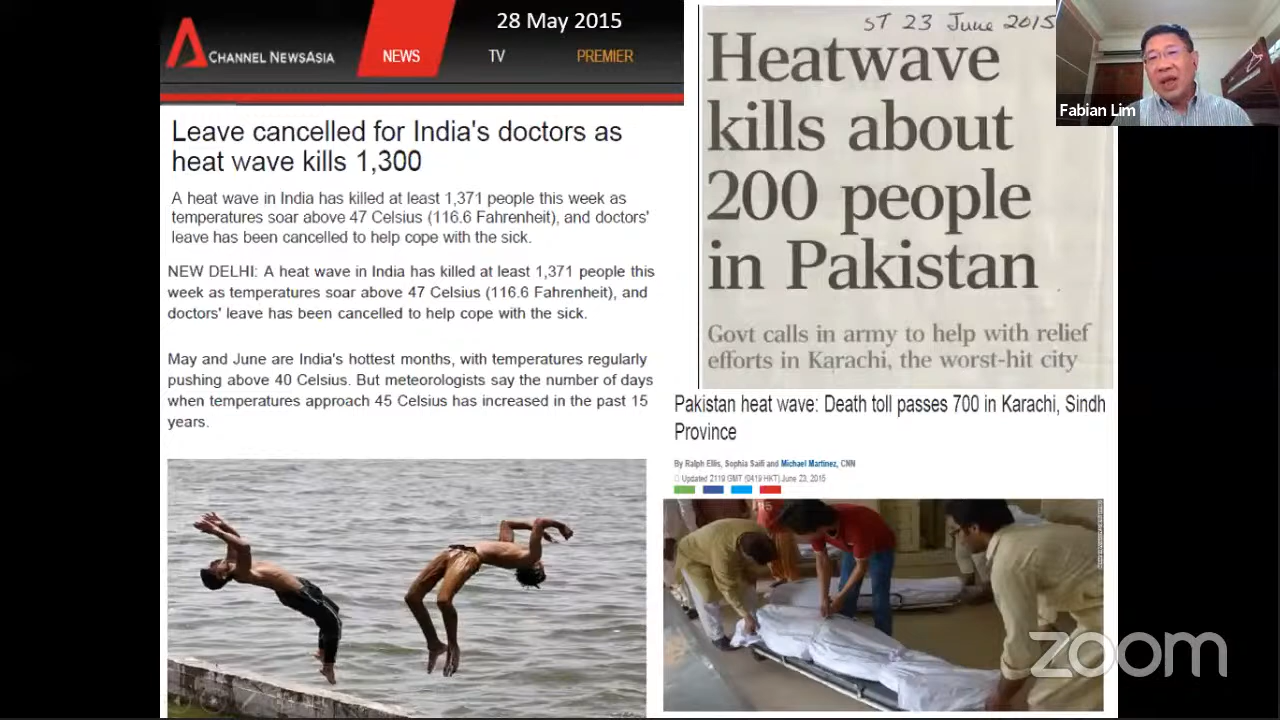 28 May 2015
CHANNEL NEWSASIA
NEWS
TV
PREMIER
Leave cancelled for India's doctors as
heat wave kills 1,300
A heat wave in India has killed at least 1,371 people this week as
temperatures soar above 47 Celsius (116.6 Fahrenheit), and doctors'
leave has been cancelled to help cope with the sick.
NEW DELHI: A heat wave in India has killed at least 1,371 people this
week as temperatures soar above 47 Celsius (116.6 Fahrenheit), and
doctors' leave has been cancelled to help cope with the sick.
May and June are India's hottest months, with temperatures regularly
pushing above 40 Celsius. But meteorologists say the number of days
when temperatures approach 45 Celsius has increased in the past 15
years.
ST 23 June 2015
Heatwave
kills about
200 people
in Pakistan
Govt calls in army to help with relief
efforts in Karachi, the worst-hit city
Pakistan heat wave: Death toll passes 700 in Karachi, Sindh
Province
By Ralph Ellis, Sophia Saifi and Michael Martinez, CNN
Updated 2119 GMT (0419 HKT) June 23, 2015
Fabian Lim
zoom